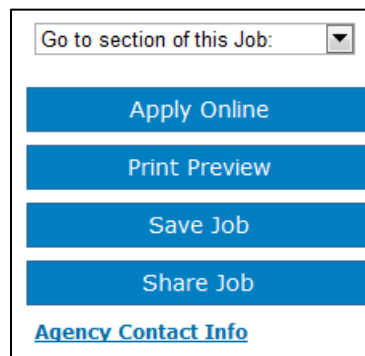 Go to section of this Job:
Apply Online
Print Preview
Save Job
Share Job
Agency Contact Info